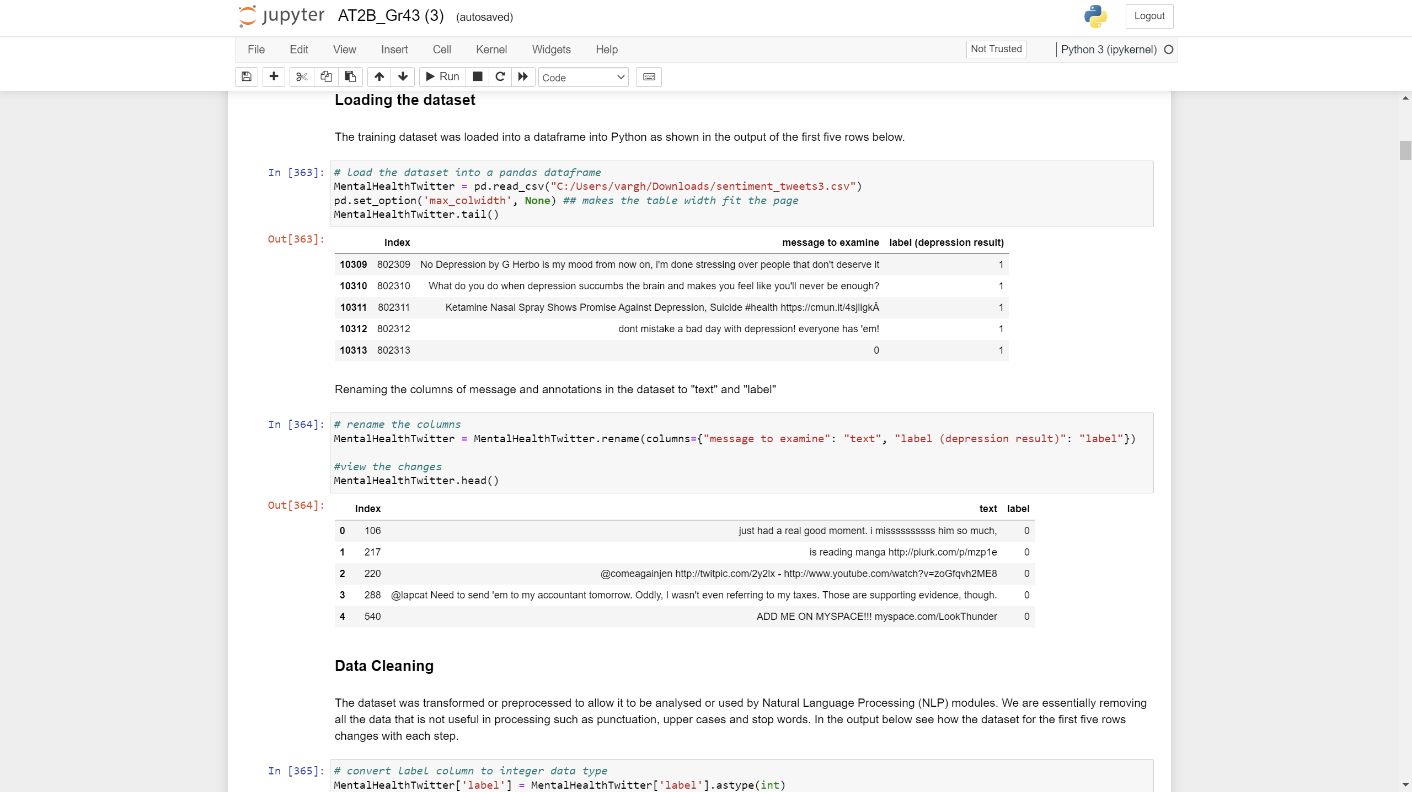 jupyter AT2B_Gr43 (3) (autosaved) Logout
File Edit View Insert Cell Kernel Widgets Help Not Trusted Python 3 (ipykernel)
Run Code
Loading the dataset
The training dataset was loaded into a dataframe into Python as shown in the output of the first five rows below.
In [363]: # load the dataset into a pandas dataframe
MentalHealthTwitter = pd.read_csv("C:/Users/vargh/Downloads/sentiment_tweets3.csv")
pd.set_option('max_colwidth', None) ## makes the table width fit the page
MentalHealthTwitter.tail()
Out[363]:
Index message to examine label (depression result)
10309 802309 No Depression by G Herbo is my mood from now on, i'm done stressing over people that don't deserve it 1
10310 802310 What do you do when depression succumbs the brain and makes you feel like you'll never be enough? 1
10311 802311 Ketamine Nasal Spray Shows Promise Against Depression, Suicide #health 1
10312 802312 dont mistake a bad day with depression! everyone has 'em! 1
10313 802313 0 1
Renaming the columns of message and annotations in the dataset to "text" and "label"
In [364]: # rename the columns
MentalHealthTwitter = MentalHealthTwitter.rename(columns={"message to examine": "text", "label (depression result)": "label"})
#view the changes
MentalHealthTwitter.head()
Out[364]:
Index text label
0 106 just had a real good moment. i missssssssss him so much, 0
1 217 is reading manga http://plurk.com/p/mzp1e 0
2 220 @comeagainjen http://twitpic.com/2y2lx - http://www.youtube.com/watch?v=zoGfqvh2ME8 0
3 288 @lapcat Need to send 'em to my accountant tomorrow. Oddly, I wasn't even referring to my taxes. Those are supporting evidence, though. 0
4 540 ADD ME ON MYSPACE!!! myspace.com/LookThunder 0
Data Cleaning
The dataset was transformed or preprocessed to allow it to be analysed or used by Natural Language Processing (NLP) modules. We are essentially removing
all the data that is not useful in processing such as punctuation, upper cases and stop words. In the output below see how the dataset for the first five rows
changes with each step.
In [365]: # convert label column to integer data type
MentalHealthTwitter['label'] = MentalHealthTwitter['label'].astype(int)